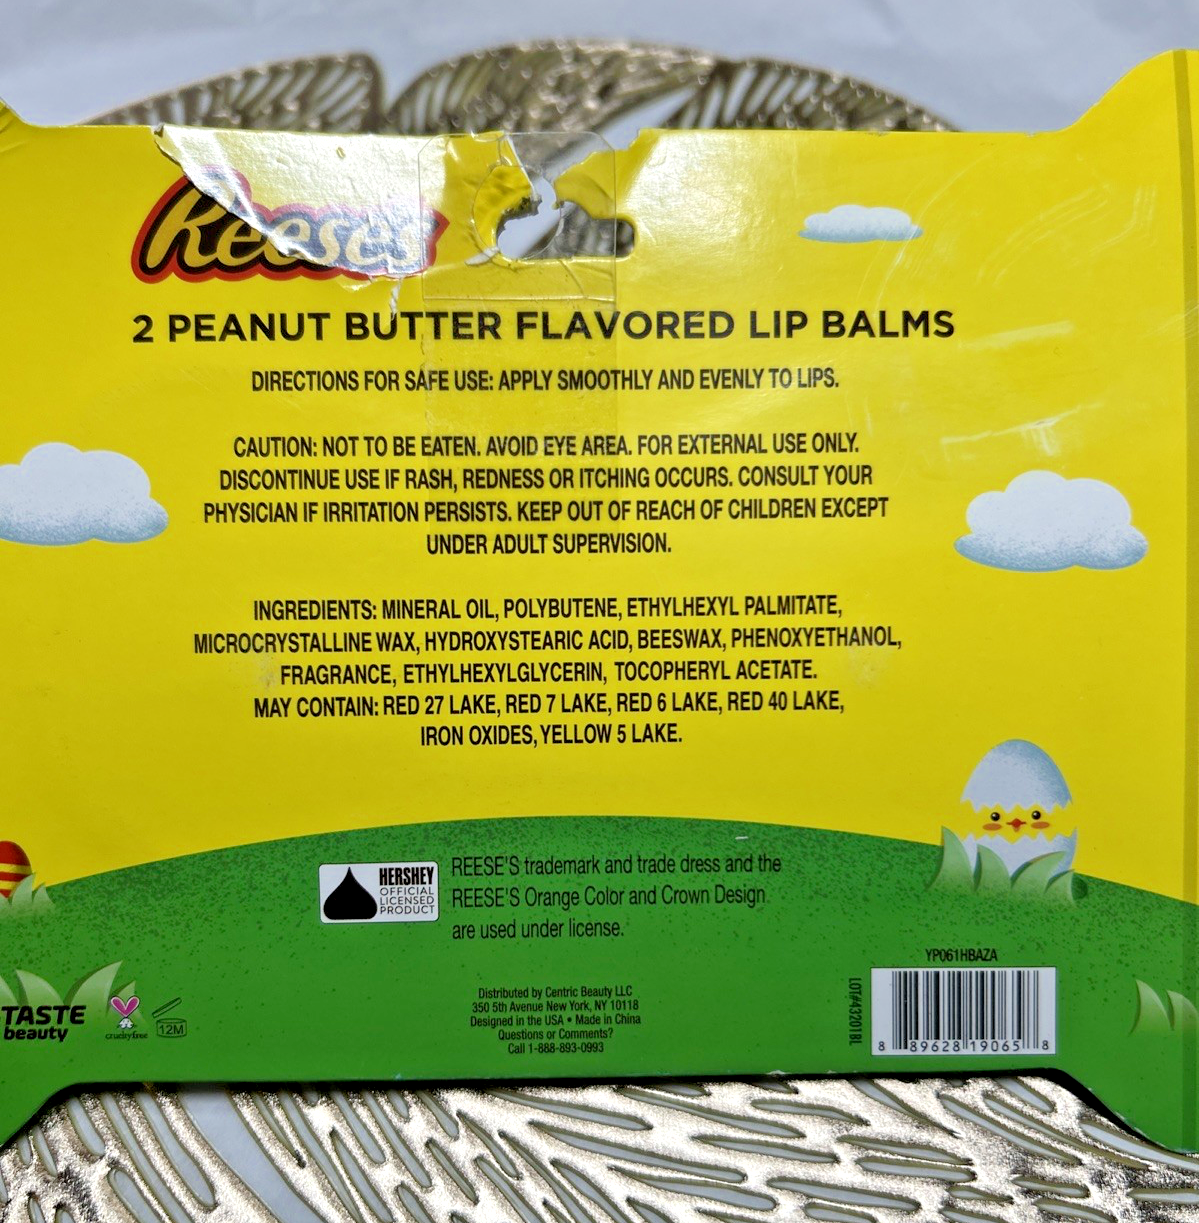 Reese's
2 PEANUT BUTTER FLAVORED LIP BALMS
DIRECTIONS FOR SAFE USE: APPLY SMOOTHLY AND EVENLY TO LIPS.
CAUTION: NOT TO BE EATEN. AVOID EYE AREA. FOR EXTERNAL USE ONLY.
DISCONTINUE USE IF RASH, REDNESS OR ITCHING OCCURS. CONSULT YOUR
PHYSICIAN IF IRRITATION PERSISTS. KEEP OUT OF REACH OF CHILDREN EXCEPT
UNDER ADULT SUPERVISION.
INGREDIENTS: MINERAL OIL, POLYBUTENE, ETHYLHEXYL PALMITATE,
MICROCRYSTALLINE WAX, HYDROXYSTEARIC ACID, BEESWAX, PHENOXYETHANOL,
FRAGRANCE, ETHYLHEXYLGLYCERIN, TOCOPHERYL ACETATE.
MAY CONTAIN: RED 27 LAKE, RED 7 LAKE, RED 6 LAKE, RED 40 LAKE,
IRON OXIDES, YELLOW 5 LAKE.
HERSHEY
OFFICIAL
LICENSED
PRODUCT
REESE'S trademark and trade dress and the
REESE'S Orange Color and Crown Design
are used under license.
TASTE
beauty
crueltyfree
12M
Distributed by Centric Beauty LLC
350 5th Avenue New York, NY 10118
Designed in the USA • Made in China
Questions or Comments?
Call 1-888-893-0993
YP061HBAZA
LOT#432018L
8 89628 19065 8